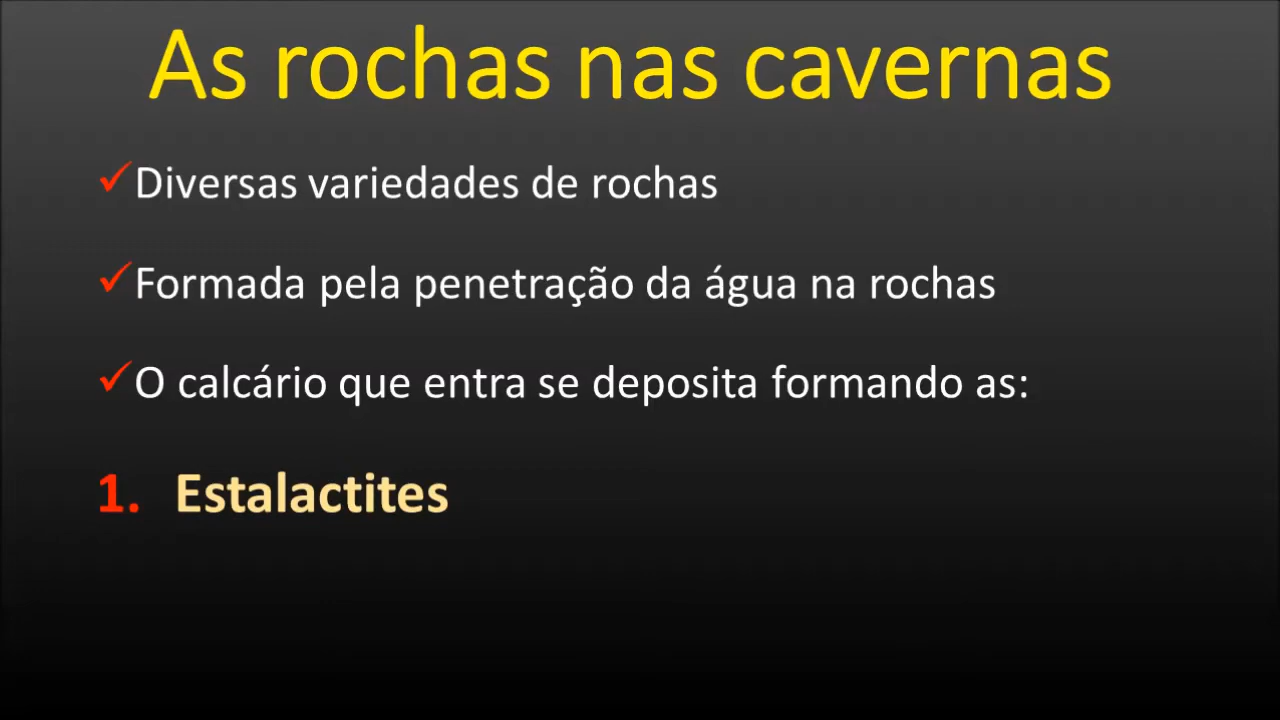 As rochas nas cavernas
✓Diversas variedades de rochas
✓Formada pela penetração da água na rochas
✓O calcário que entra se deposita formando as:
1. Estalactites